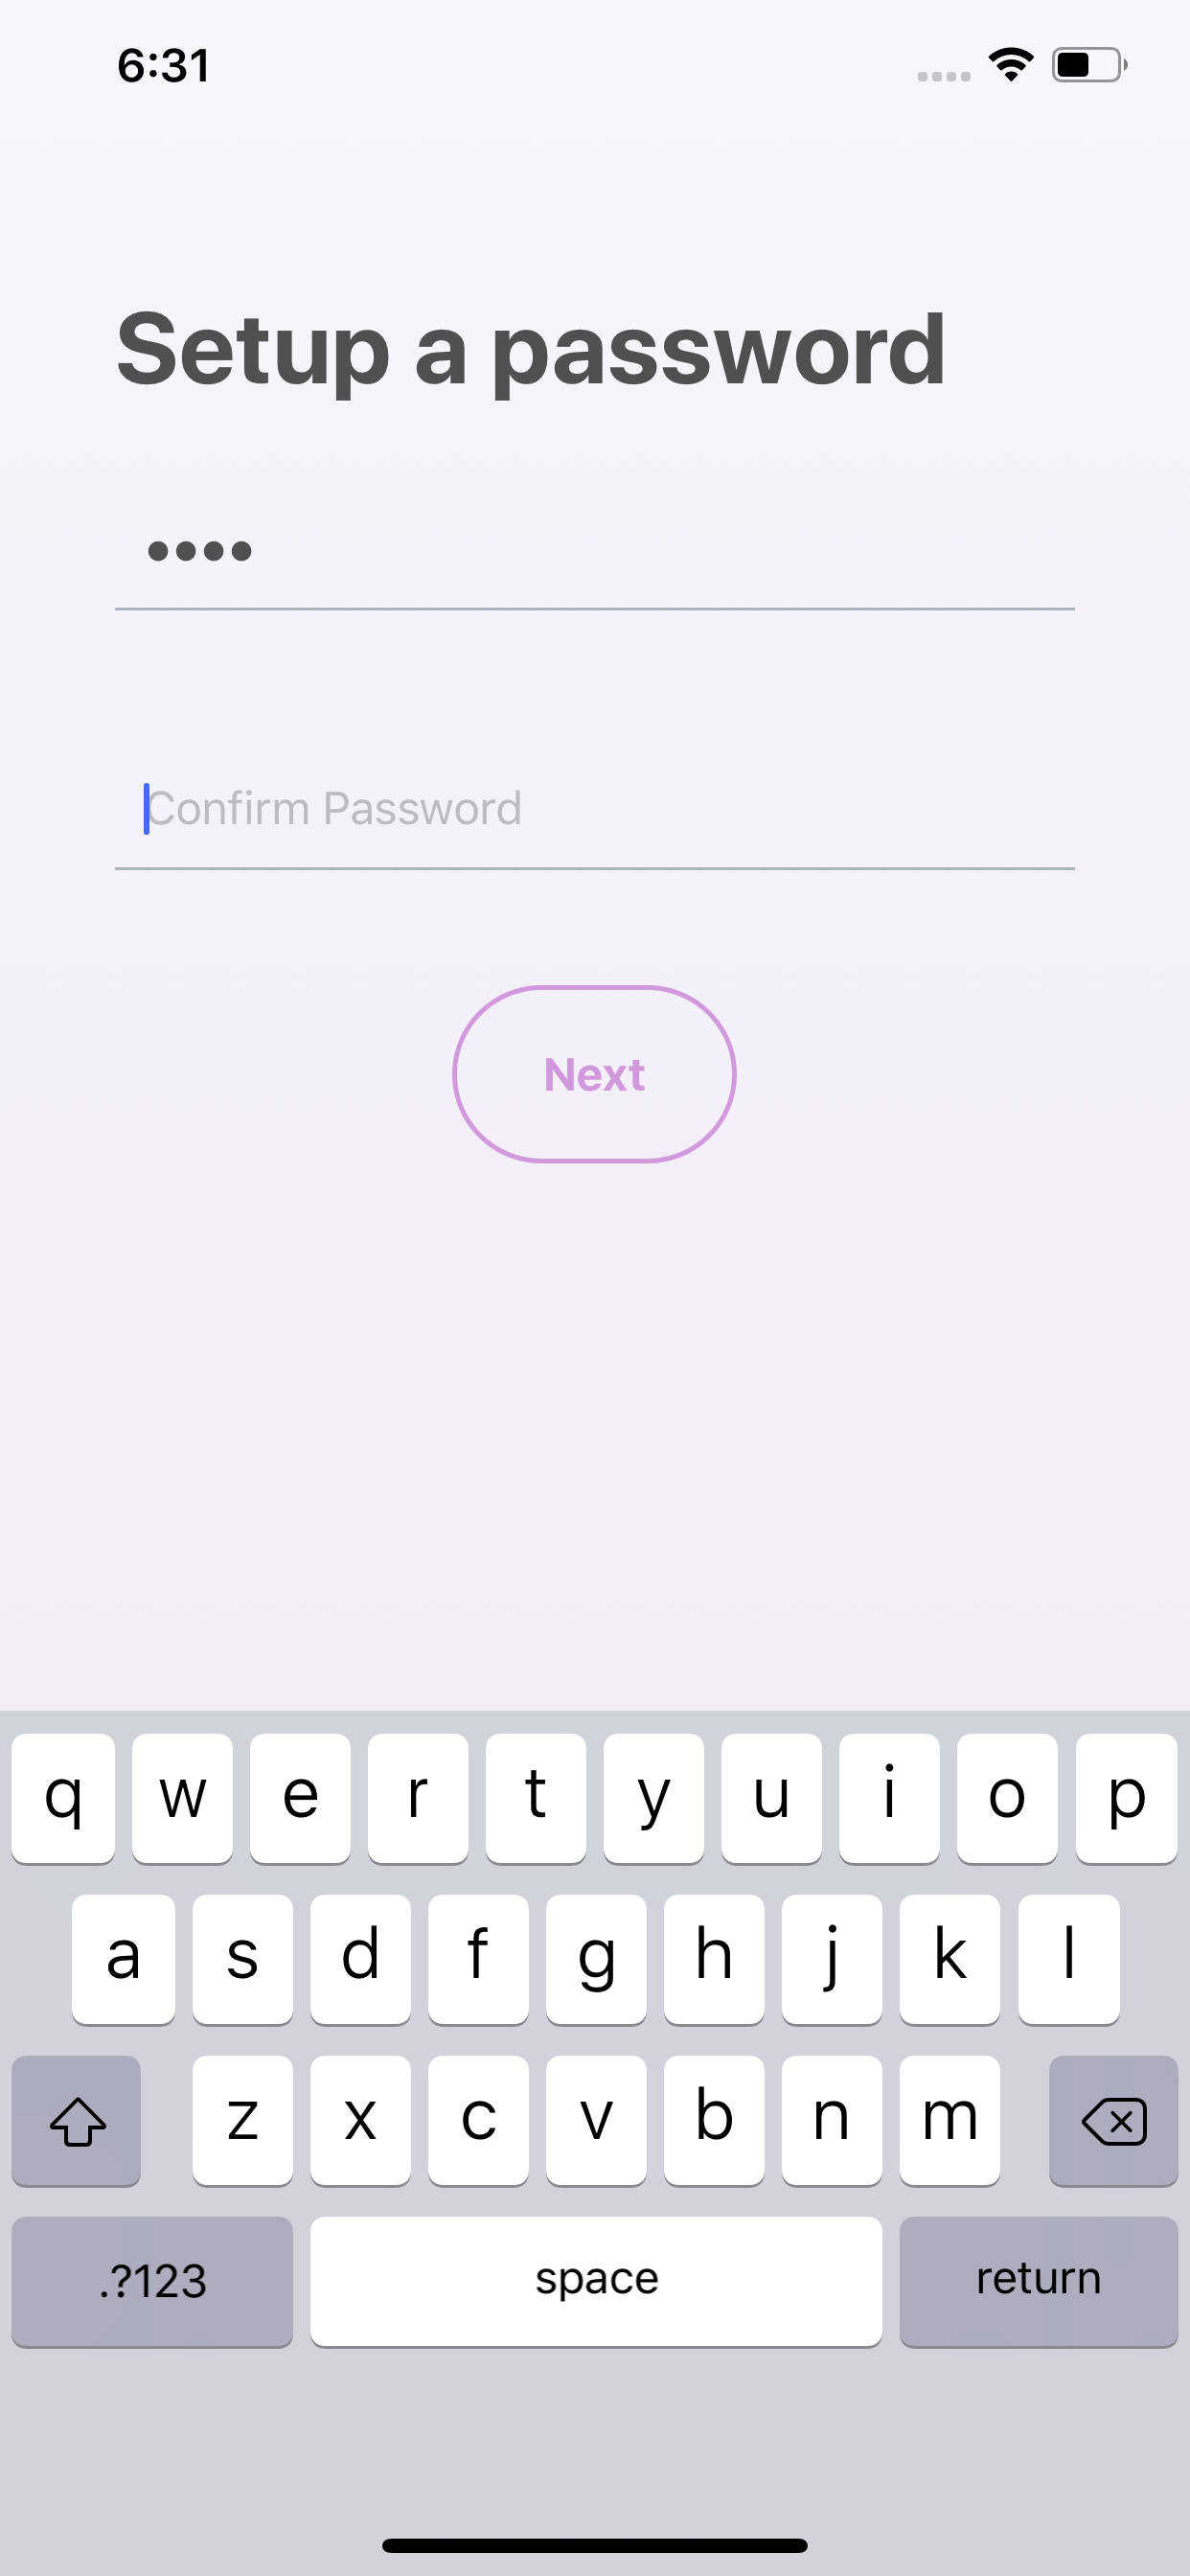 6:31
Setup a password
••••
Confirm Password
Next
q w e r t y u i o p
a s d f g h j k l
z x c v b n m
.?123 space return